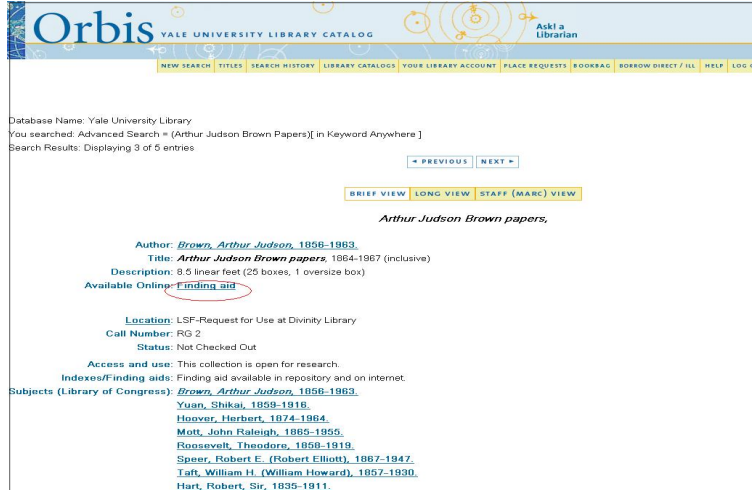 Orbis YALE UNIVERSITY LIBRARY CATALOG
Ask! a
Librarian
NEW SEARCH TITLES SEARCH HISTORY LIBRARY CATALOGS YOUR LIBRARY ACCOUNT PLACE REQUESTS BOOKBAG BORROW DIRECT / ILL HELP LOG
Database Name: Yale University Library
You searched: Advanced Search = (Arthur Judson Brown Papers)[ in Keyword Anywhere ]
Search Results: Displaying 3 of 5 entries
◄ PREVIOUS NEXT ►
BRIEF VIEW LONG VIEW STAFF (MARC) VIEW
Arthur Judson Brown papers,
Author: Brown, Arthur Judson, 1856-1963.
Title: Arthur Judson Brown papers, 1864-1967 (inclusive)
Description: 8.5 linear feet (25 boxes, 1 oversize box)
Available Online: Finding aid
Location: LSF-Request for Use at Divinity Library
Call Number: RG 2
Status: Not Checked Out
Access and use: This collection is open for research.
Indexes/Finding aids: Finding aid available in repository and on internet.
Subjects (Library of Congress): Brown, Arthur Judson, 1856-1963.
Yuan, Shikai, 1859-1916.
Hoover, Herbert, 1874-1964.
Mott, John Raleigh, 1865-1955.
Roosevelt, Theodore, 1858-1919.
Speer, Robert E. (Robert Elliott), 1867-1947.
Taft, William H. (William Howard), 1857-1930.
Hart, Robert, Sir, 1835-1911.